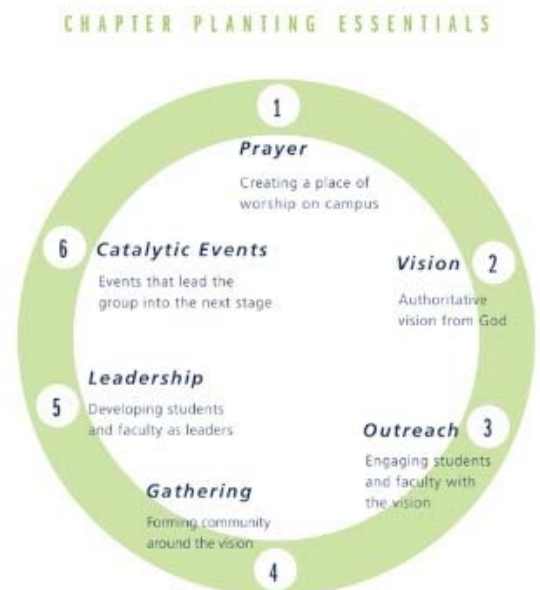 CHAPTER PLANTING ESSENTIALS
1
Prayer
Creating a place of
worship on campus
Vision 2
Authoritative
vision from God
Outreach 3
Engaging students
and faculty with
the vision
4
Gathering
Forming community
around the vision
5
Leadership
Developing students
and faculty as leaders
6 Catalytic Events
Events that lead the
group into the next stage